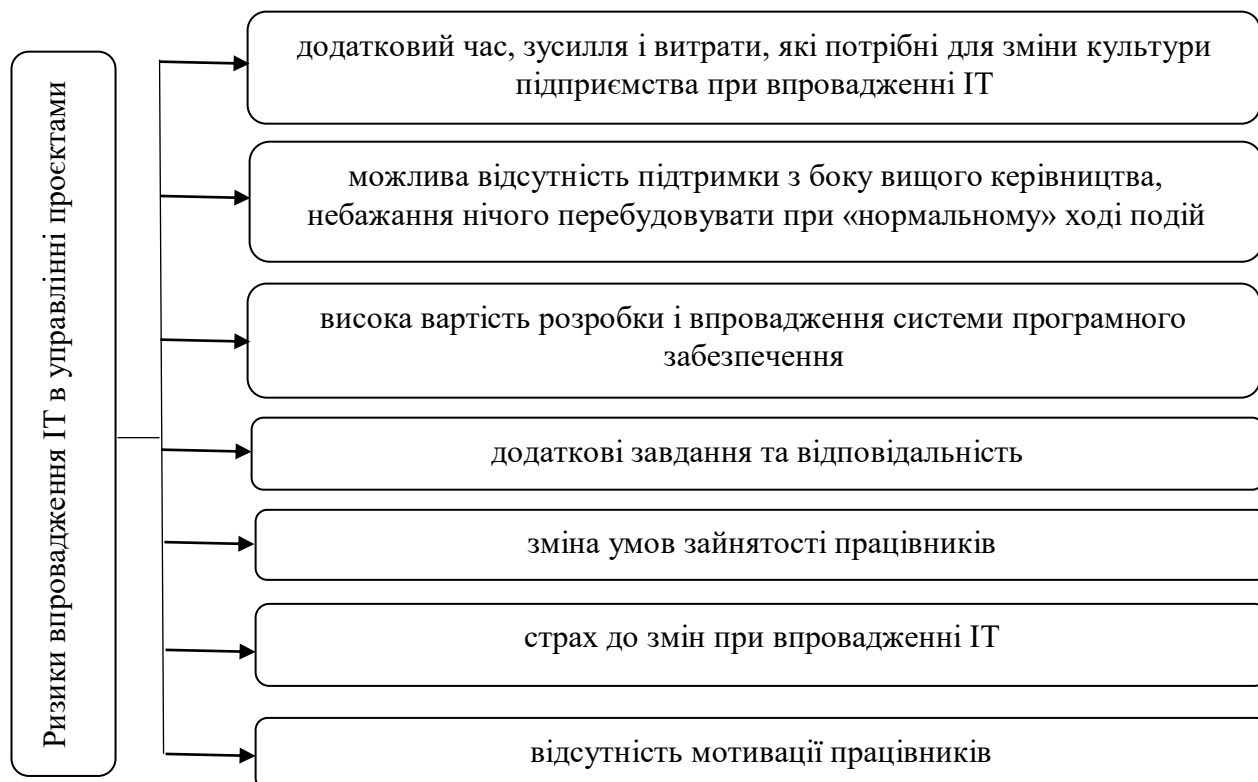 Ризики впровадження ІТ в управлінні проєктами
додатковий час, зусилля і витрати, які потрібні для зміни культури
підприємства при впровадженні ІТ
можлива відсутність підтримки з боку вищого керівництва,
небажання нічого перебудовувати при «нормальному» ході подій
висока вартість розробки і впровадження системи програмного
забезпечення
додаткові завдання та відповідальність
зміна умов зайнятості працівників
страх до змін при впровадженні ІТ
відсутність мотивації працівників